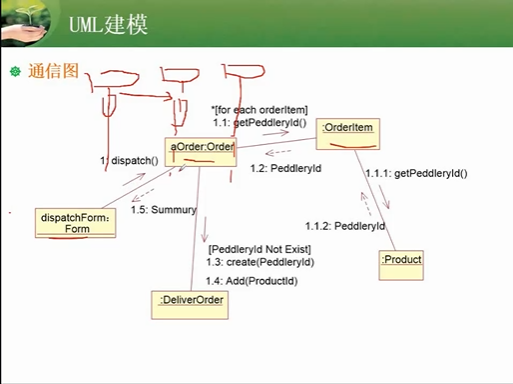 UML建模
通信图
*[for each orderItem]
1.1: getPeddleryId()
:OrderItem
aOrder:Order
1: dispatch()
1.2: PeddleryId
1.1.1: getPeddleryId()
1.5: Summury
dispatchForm:
Form
1.1.2: PeddleryId
[PeddleryId Not Exist]
1.3: create(PeddleryId)
1.4: Add(ProductId)
:Product
:DeliverOrder